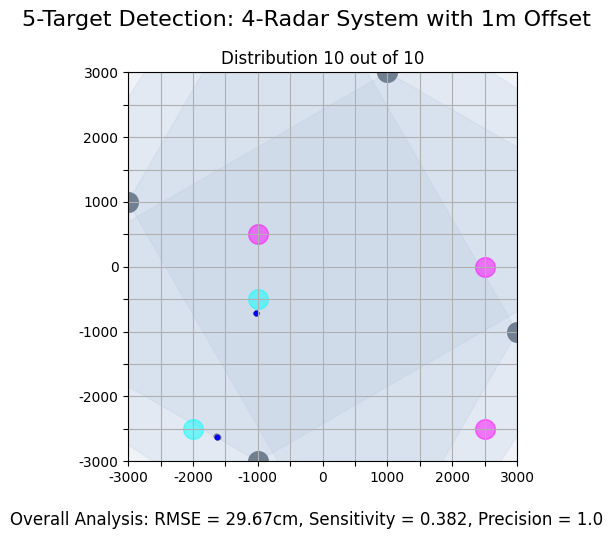 5-Target Detection: 4-Radar System with 1m Offset
Distribution 10 out of 10
3000
2000
1000
0
-1000
-2000
-3000
-3000 -2000 -1000 0 1000 2000 3000
Overall Analysis: RMSE = 29.67cm, Sensitivity = 0.382, Precision = 1.0